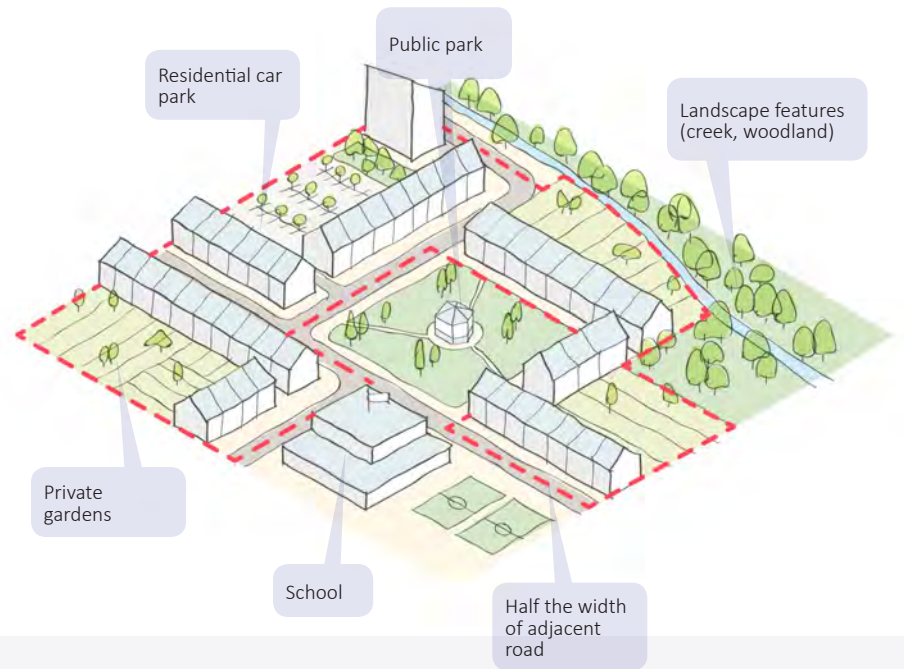 Public park
Residential car
park
Landscape features
(creek, woodland)
Private
gardens
School
Half the width
of adjacent
road